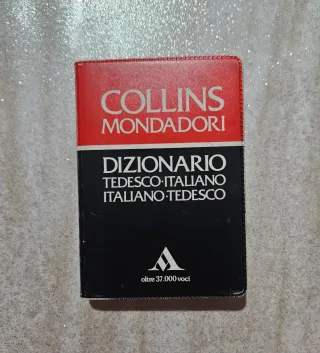 COLLINS
MONDADORI
DIZIONARIO
TEDESCO·ITALIANO
ITALIANO·TEDESCO
oltre 37.000 voci